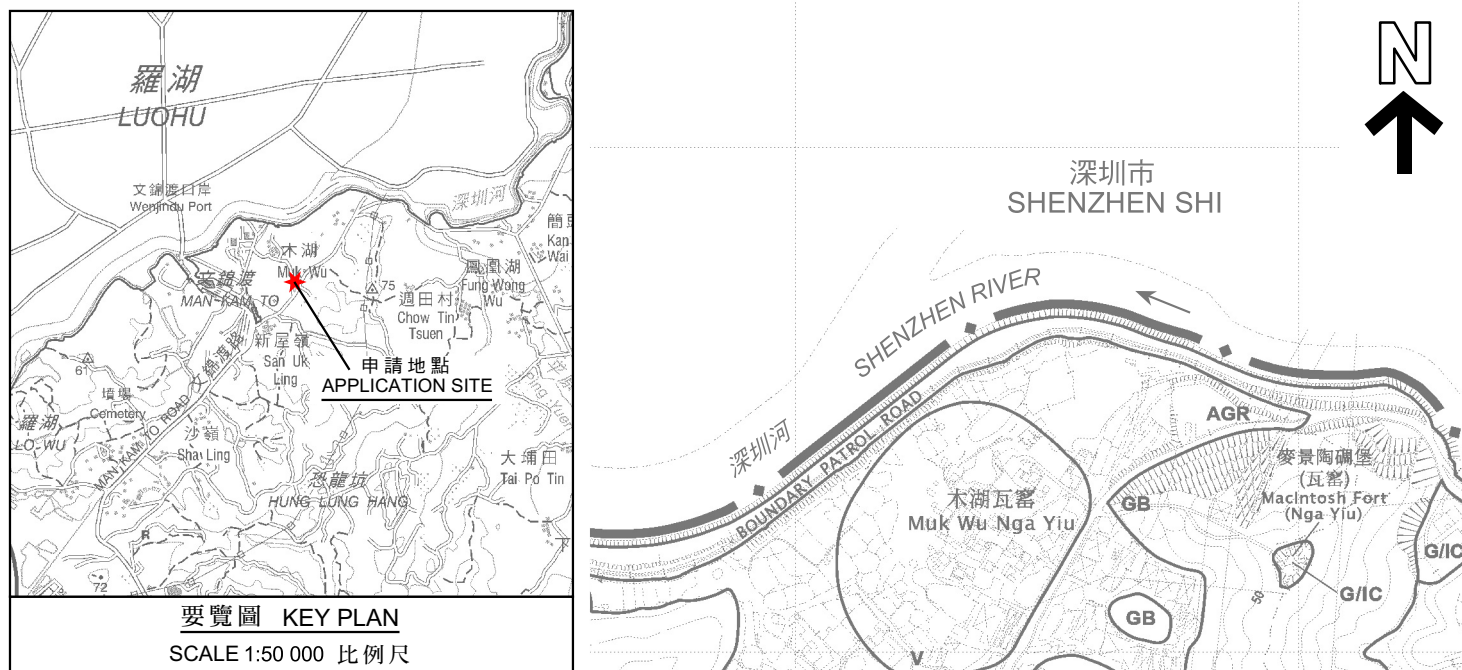 羅湖
LUOHU
文錦渡口岸
Wenjindu Port
深圳河
木湖
Muk Wu
文錦渡
MAN-KAM TO
75
鳳凰湖
Fung Wong
Wu
週田村
Chow Tin
Tsuen
新屋嶺
San Uk
Ling
申請地點
APPLICATION SITE
61
墳場
Cemetery
羅湖
LO-WU
文錦渡路
MAN KAM TO ROAD
沙嶺
Sha Ling
恐龍坑
HUNG LUNG HANG
大埔田
Tai Po Tin
R
72
要覽圖 KEY PLAN
SCALE 1:50 000 比例尺
N
深圳市
SHENZHEN SHI
SHENZHEN RIVER
深圳河
BOUNDARY PATROL ROAD
AGR
木湖瓦窰
Muk Wu Nga Yiu
GB
麥景陶碉堡
(瓦窰)
MacIntosh Fort
(Nga Yiu)
G/IC
50
G/IC
GB
V